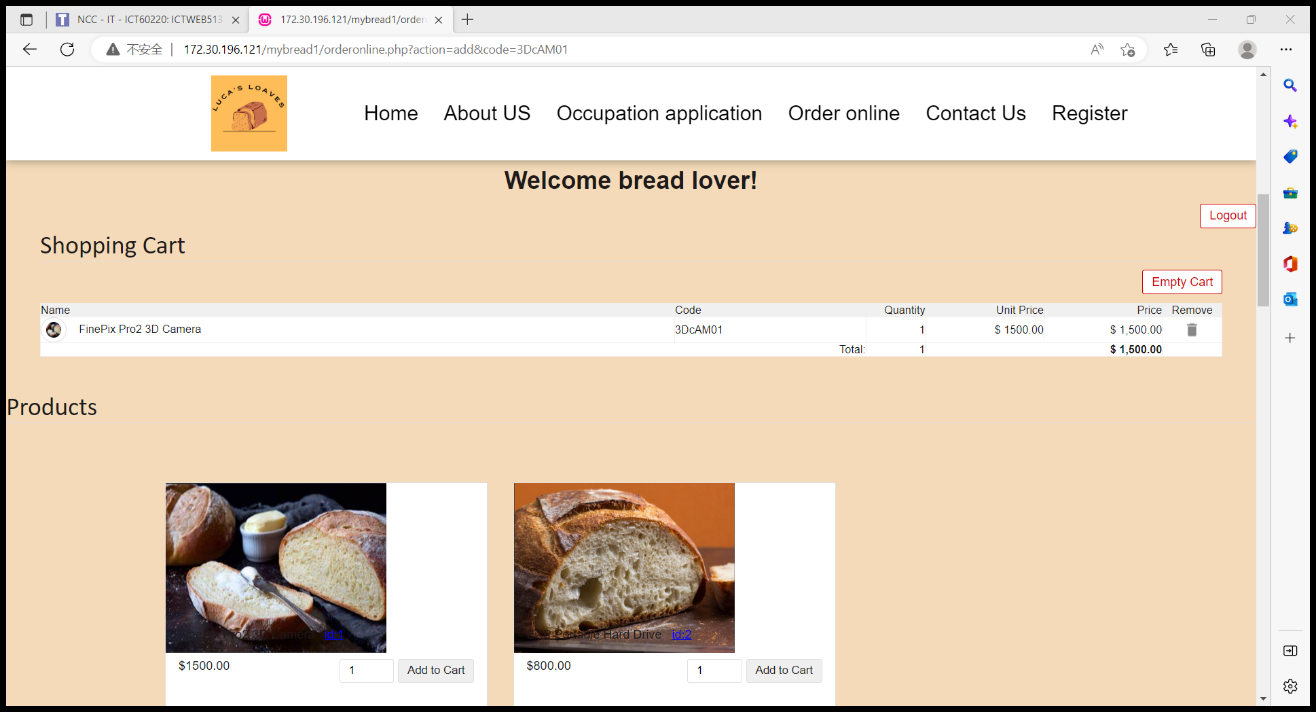 NCC - IT - ICT60220: ICTWEB513
172.30.196.121/mybread1/order
不安全 | 172.30.196.121/mybread1/orderonline.php?action=add&code=3DcAM01
LUCA'S LOAVES
Home About US Occupation application Order online Contact Us Register
Welcome bread lover!
Logout
Shopping Cart
Empty Cart
Name Code Quantity Unit Price Price Remove
FinePix Pro2 3D Camera 3DcAM01 1 $ 1500.00 $ 1,500.00
Total: 1 $ 1,500.00
Products
Camera id:1 Portable Hard Drive id:2
$1500.00 1 Add to Cart $800.00 1 Add to Cart